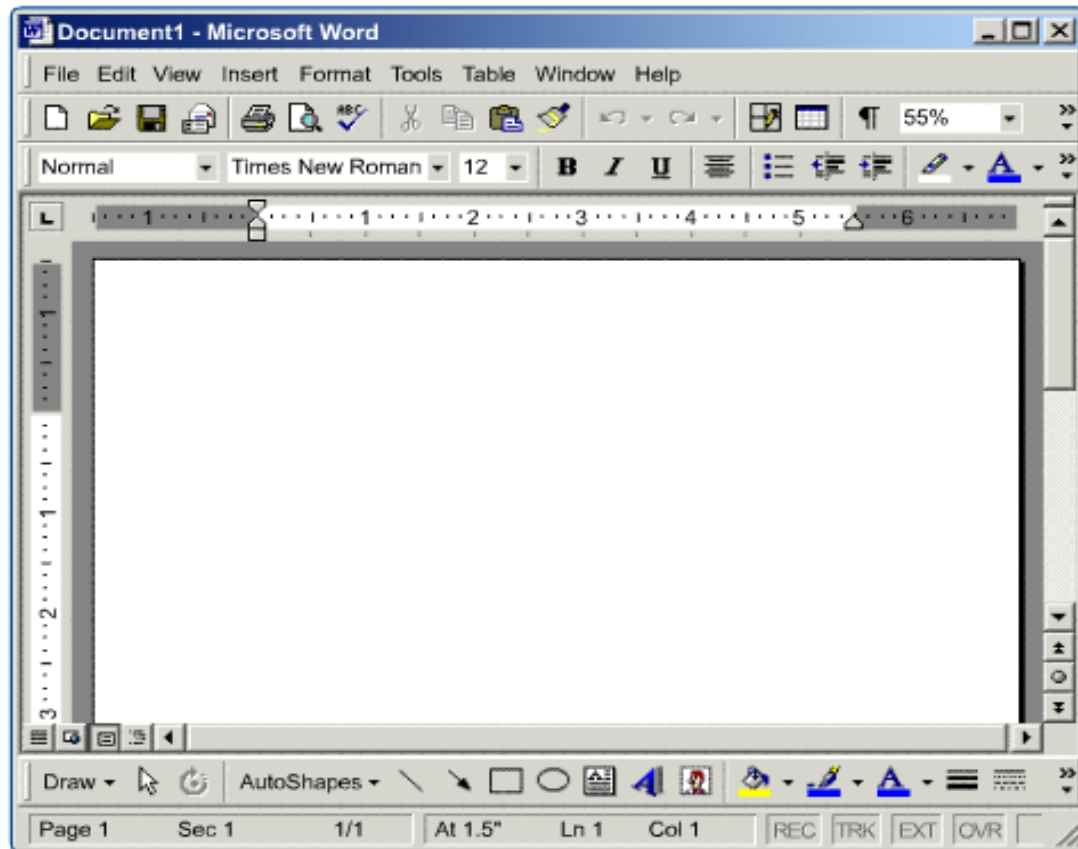 Document1 - Microsoft Word
File Edit View Insert Format Tools Table Window Help
ABC 55%
Normal Times New Roman 12 B I U A
L 1 1 2 3 4 5 6
1
1
2
3
Draw AutoShapes A A
Page 1 Sec 1 1/1 At 1.5" Ln 1 Col 1 REC TRK EXT OVR